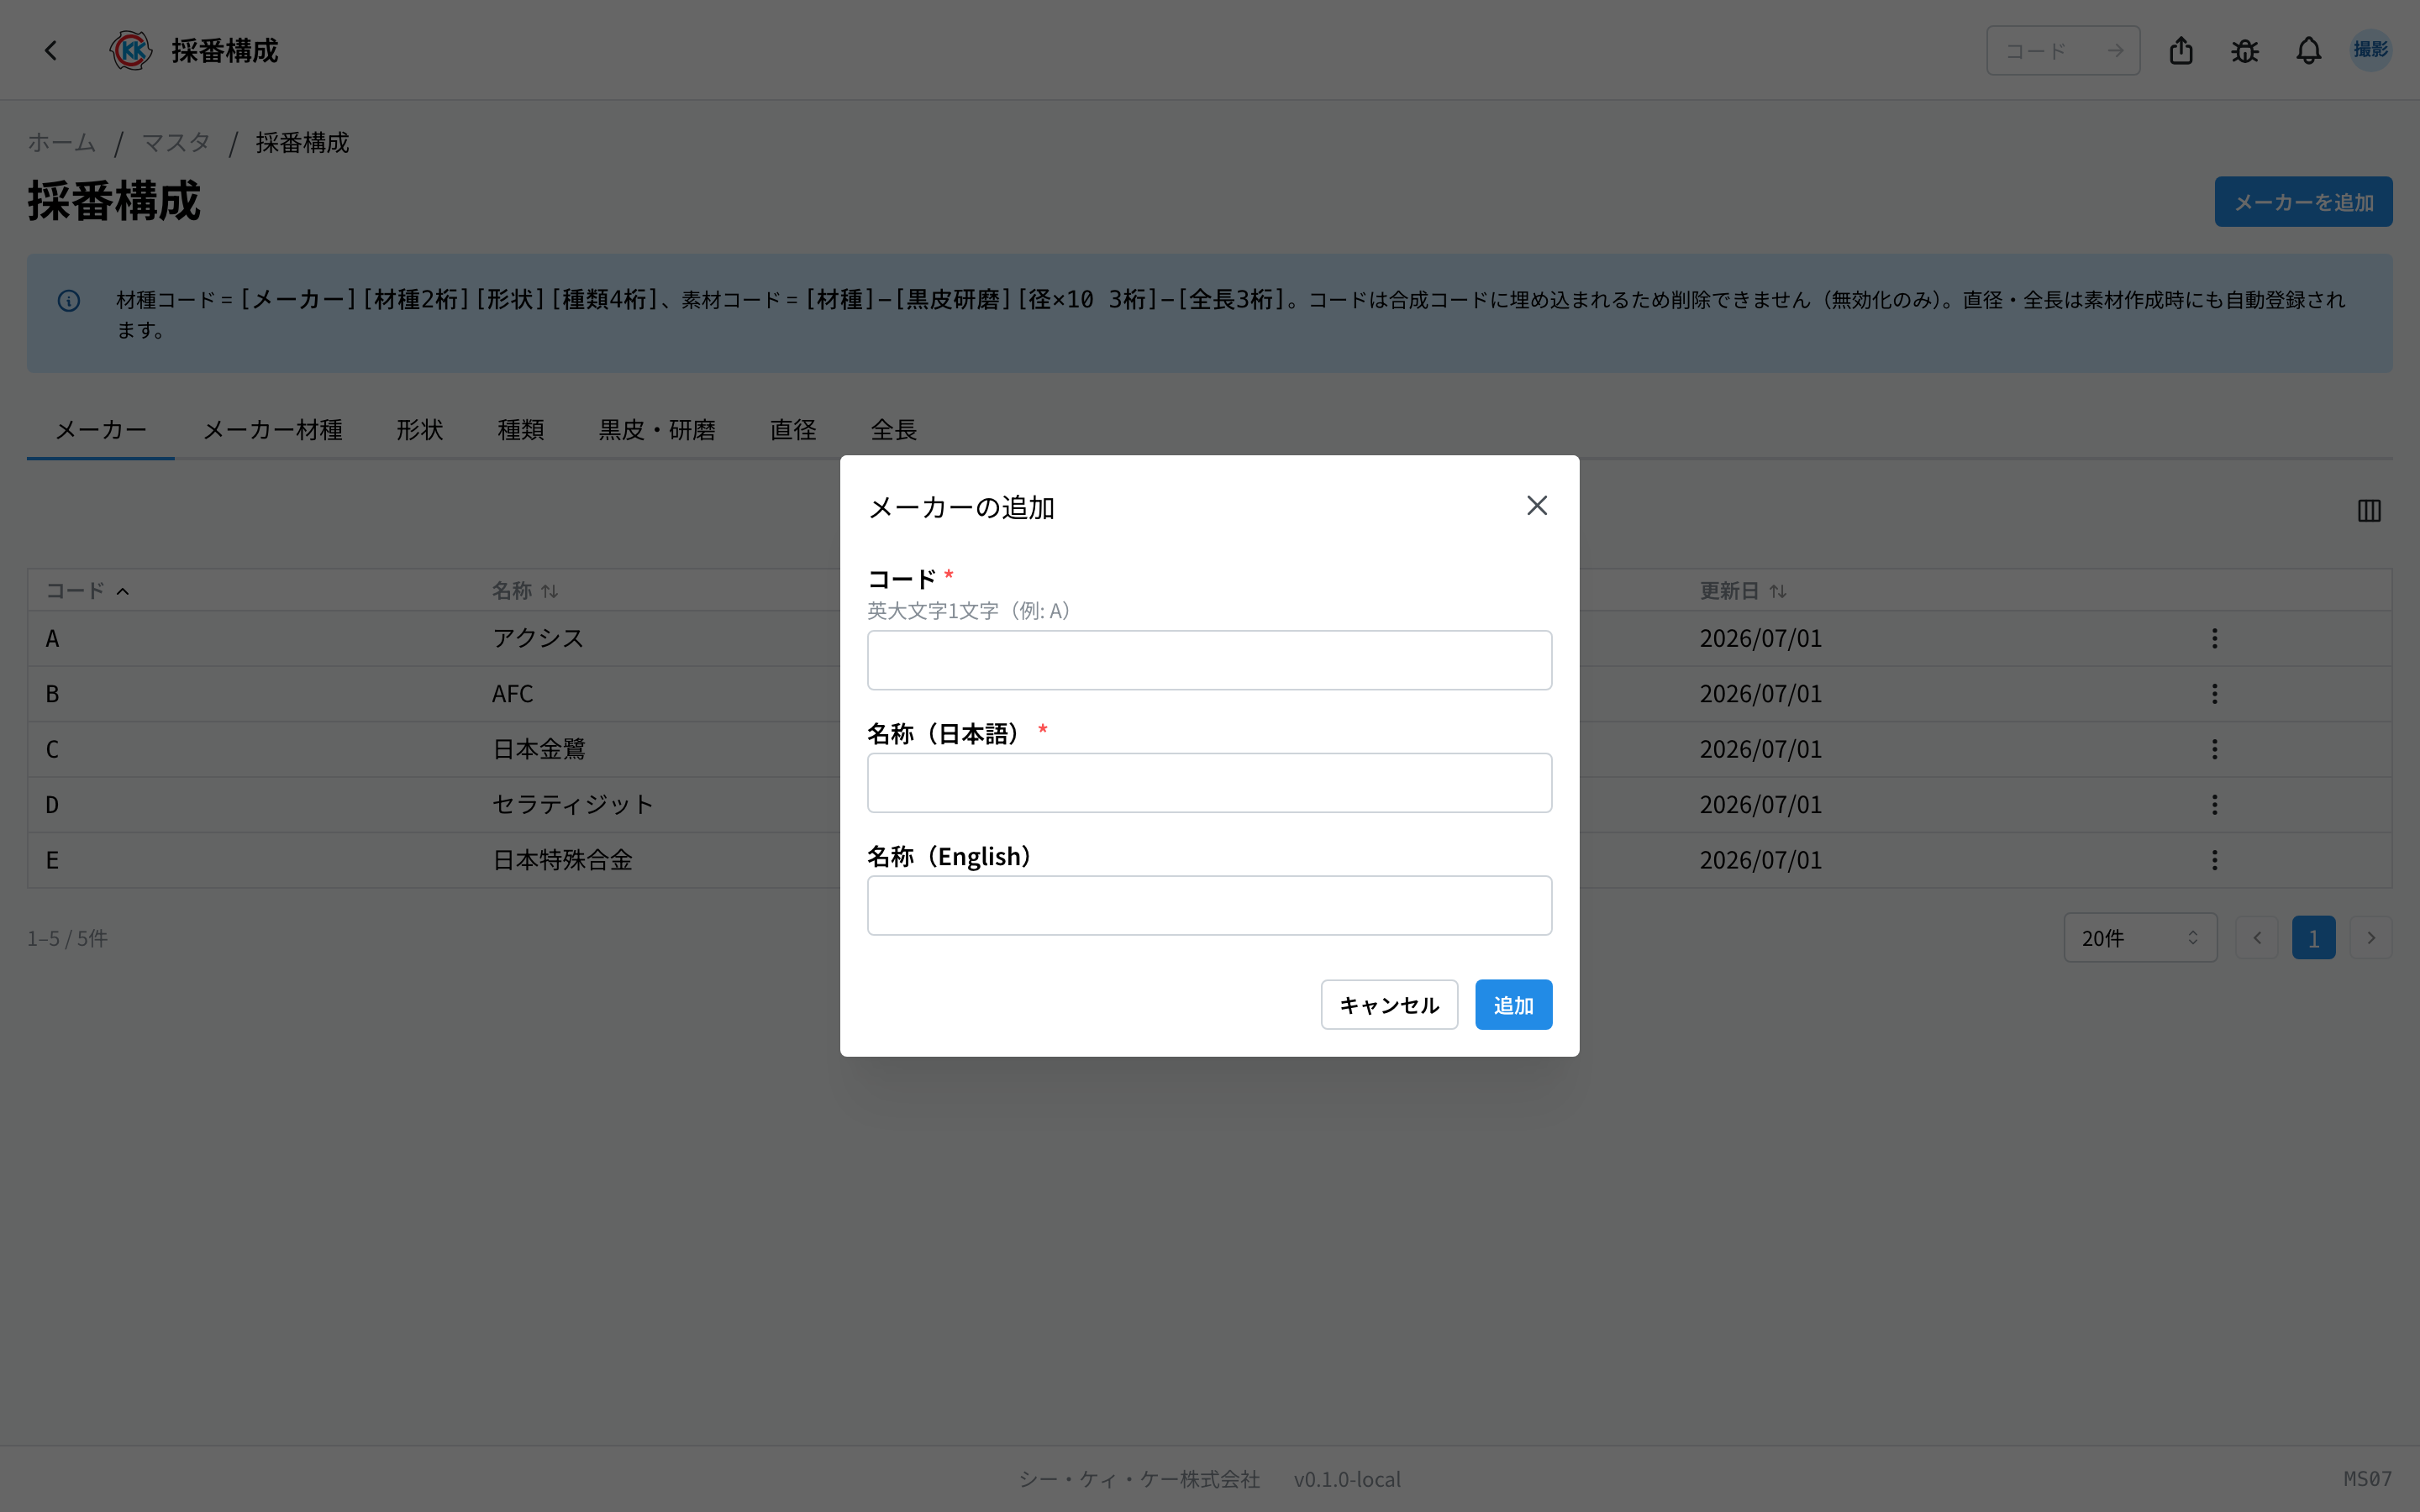 採番構成
コード
撮影
ホーム / マスタ / 採番構成
採番構成
メーカーを追加
材種コード = [メーカー][材種2桁][形状][種類4桁]、素材コード = [材種]-[黒皮研磨][径×10 3桁]-[全長3桁]。コードは合成コードに埋め込まれるため削除できません（無効化のみ）。直径・全長は素材作成時にも自動登録され
ます。
メーカー メーカー材種 形状 種類 黒皮・研磨 直径 全長
メーカーの追加
コード *
英大文字1文字（例: A）
名称（日本語） *
名称（English）
キャンセル 追加
コード 名称 更新日
A アクシス 2026/07/01
B AFC 2026/07/01
C 日本金鷺 2026/07/01
D セラティジット 2026/07/01
E 日本特殊合金 2026/07/01
1–5 / 5件
20件 1
シー・ケィ・ケー株式会社 v0.1.0-local
MS07